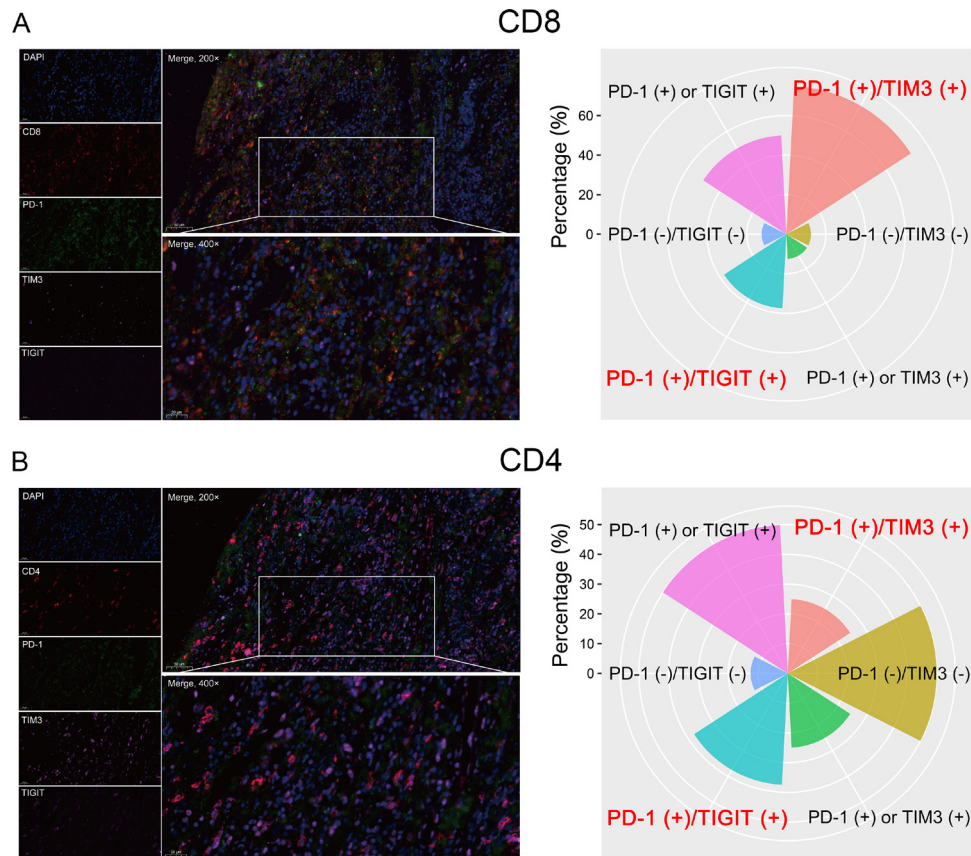 A
CD8
DAPI
CD8
PD-1
TIM3
TIGIT
Merge, 200×
Merge, 400×
Percentage (%)
60
40
20
0
PD-1 (+) or TIGIT (+)
PD-1 (+)/TIM3 (+)
PD-1 (-)/TIGIT (-)
PD-1 (-)/TIM3 (-)
PD-1 (+)/TIGIT (+)
PD-1 (+) or TIM3 (+)
B
CD4
DAPI
CD4
PD-1
TIM3
TIGIT
Merge, 200×
Merge, 400×
Percentage (%)
50
40
30
20
10
0
PD-1 (+) or TIGIT (+)
PD-1 (+)/TIM3 (+)
PD-1 (-)/TIGIT (-)
PD-1 (-)/TIM3 (-)
PD-1 (+)/TIGIT (+)
PD-1 (+) or TIM3 (+)